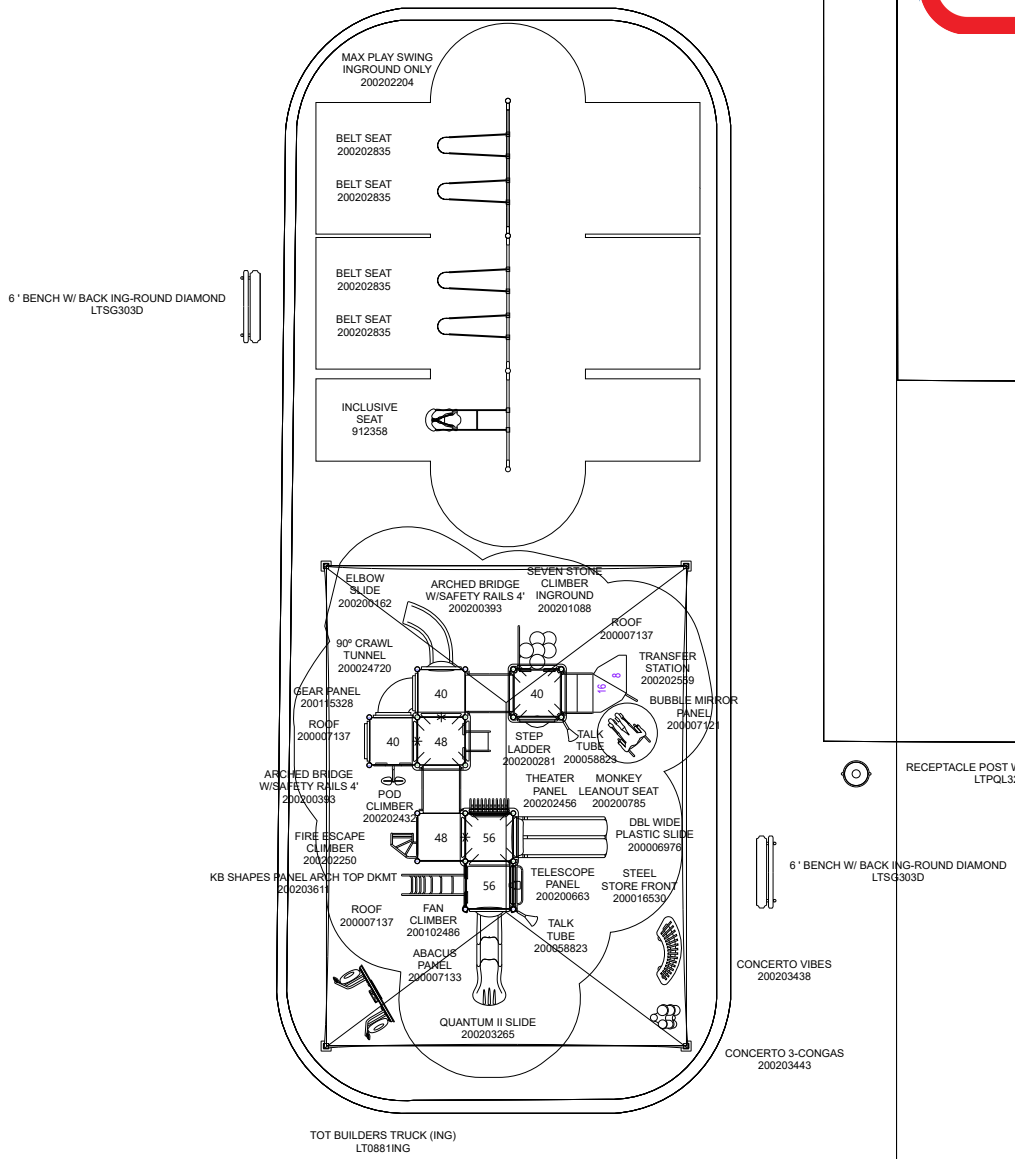 MAX PLAY SWING
INGROUND ONLY
200202204
BELT SEAT
200202835
BELT SEAT
200202835
BELT SEAT
200202835
BELT SEAT
200202835
6 ' BENCH W/ BACK ING-ROUND DIAMOND
LTSG303D
INCLUSIVE
SEAT
912358
ELBOW
SLIDE
200200162
ARCHED BRIDGE
W/SAFETY RAILS 4'
200200393
SEVEN STONE
CLIMBER
INGROUND
200201088
ROOF
200007137
90º CRAWL
TUNNEL
200024720
TRANSFER
STATION
200202559
GEAR PANEL
200115328
40
40
16
8
BUBBLE MIRROR
PANEL
200007121
ROOF
200007137
40
48
STEP
LADDER
200200281
TALK
TUBE
200058823
ARCHED BRIDGE
W/SAFETY RAILS 4'
200200393
POD
CLIMBER
200202432
THEATER
PANEL
200202456
MONKEY
LEANOUT SEAT
200200785
RECEPTACLE POST W
LTPQL32
FIRE ESCAPE
CLIMBER
200202250
48
56
DBL WIDE
PLASTIC SLIDE
200006976
6 ' BENCH W/ BACK ING-ROUND DIAMOND
LTSG303D
KB SHAPES PANEL ARCH TOP DKMT
200203611
56
TELESCOPE
PANEL
200200663
STEEL
STORE FRONT
200016530
ROOF
200007137
FAN
CLIMBER
200102486
TALK
TUBE
200058823
ABACUS
PANEL
200007133
CONCERTO VIBES
200203438
QUANTUM II SLIDE
200203265
CONCERTO 3-CONGAS
200203443
TOT BUILDERS TRUCK (ING)
LT0881ING